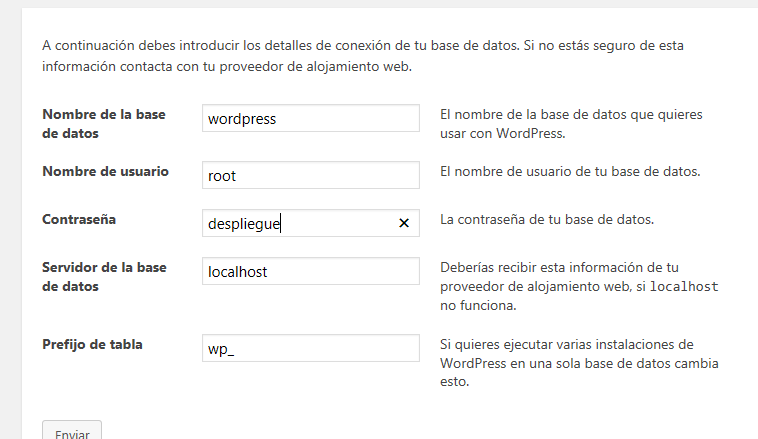 A continuación debes introducir los detalles de conexión de tu base de datos. Si no estás seguro de esta
información contacta con tu proveedor de alojamiento web.
Nombre de la base
de datos
wordpress
El nombre de la base de datos que quieres
usar con WordPress.
Nombre de usuario
root
El nombre de usuario de tu base de datos.
Contraseña
despliegue
La contraseña de tu base de datos.
Servidor de la base
de datos
localhost
Deberías recibir esta información de tu
proveedor de alojamiento web, si localhost
no funciona.
Prefijo de tabla
wp_
Si quieres ejecutar varias instalaciones de
WordPress en una sola base de datos cambia
esto.
Enviar